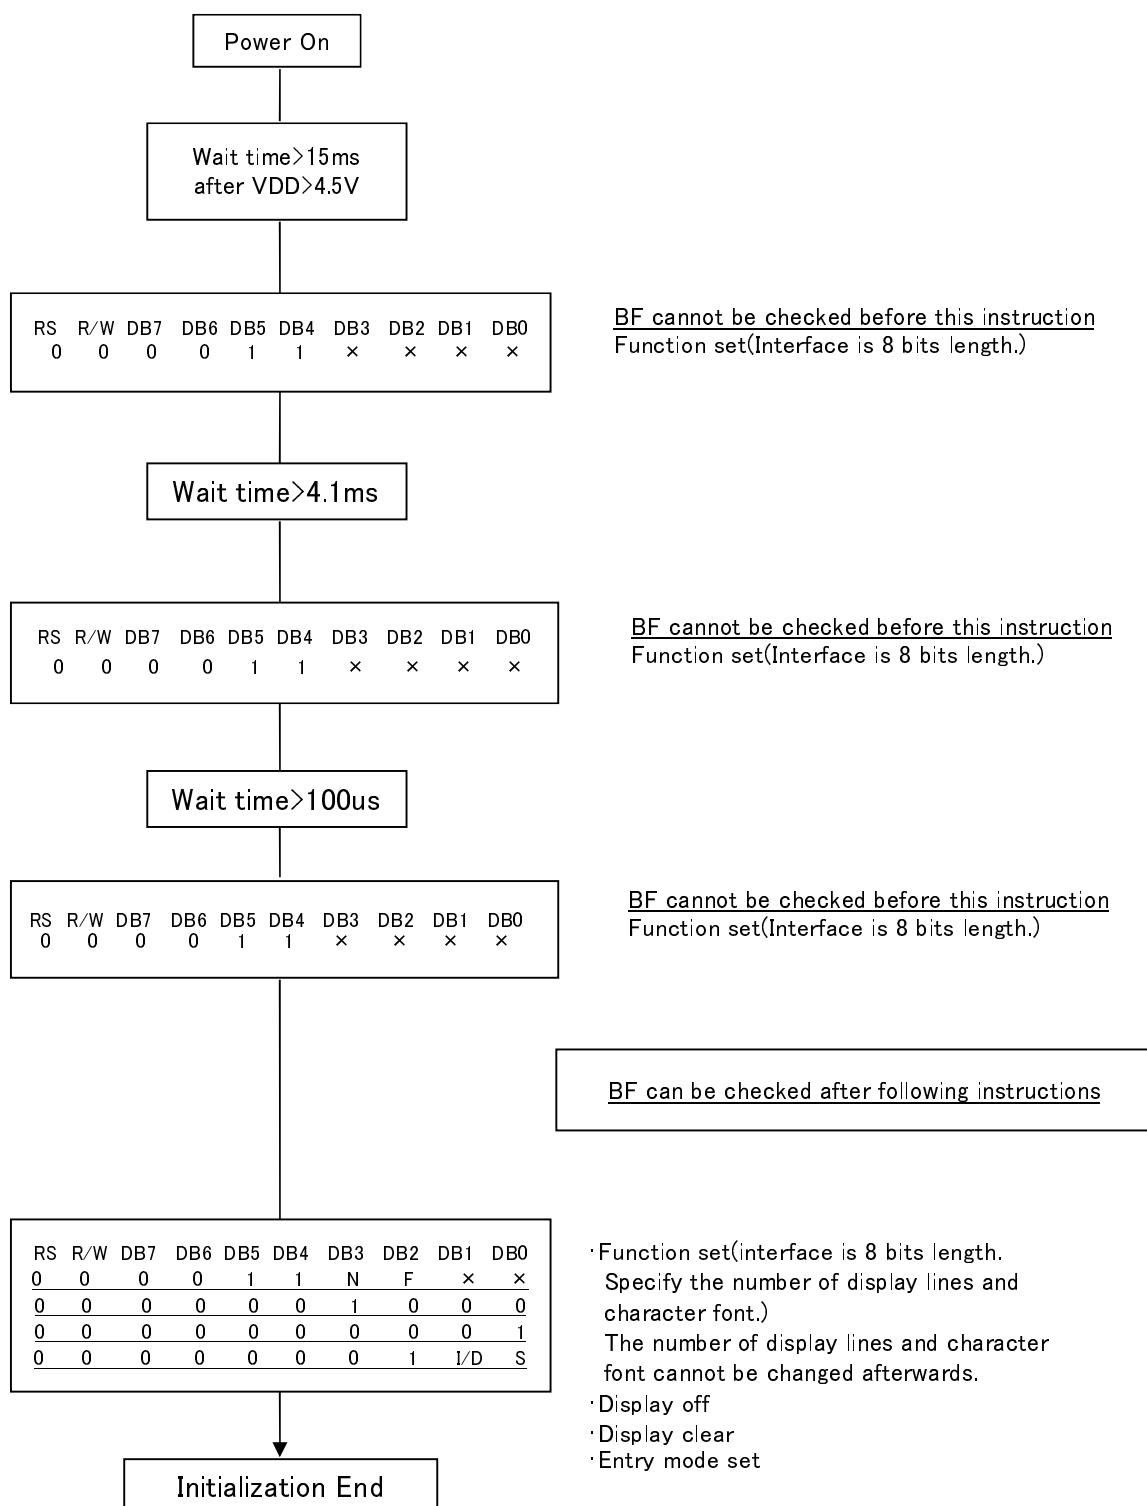 Power On
Wait time>15ms
after VDD>4.5V
RS R/W DB7 DB6 DB5 DB4 DB3 DB2 DB1 DB0
0 0 0 0 1 1 × × × ×
BF cannot be checked before this instruction
Function set(Interface is 8 bits length.)
Wait time>4.1ms
RS R/W DB7 DB6 DB5 DB4 DB3 DB2 DB1 DB0
0 0 0 0 1 1 × × × ×
BF cannot be checked before this instruction
Function set(Interface is 8 bits length.)
Wait time>100us
RS R/W DB7 DB6 DB5 DB4 DB3 DB2 DB1 DB0
0 0 0 0 1 1 × × × ×
BF cannot be checked before this instruction
Function set(Interface is 8 bits length.)
BF can be checked after following instructions
RS R/W DB7 DB6 DB5 DB4 DB3 DB2 DB1 DB0
0 0 0 0 1 1 N F × ×
0 0 0 0 0 0 1 0 0 0
0 0 0 0 0 0 0 0 0 1
0 0 0 0 0 0 0 1 I/D S
·Function set(interface is 8 bits length.
Specify the number of display lines and
character font.)
The number of display lines and character
font cannot be changed afterwards.
·Display off
·Display clear
·Entry mode set
Initialization End